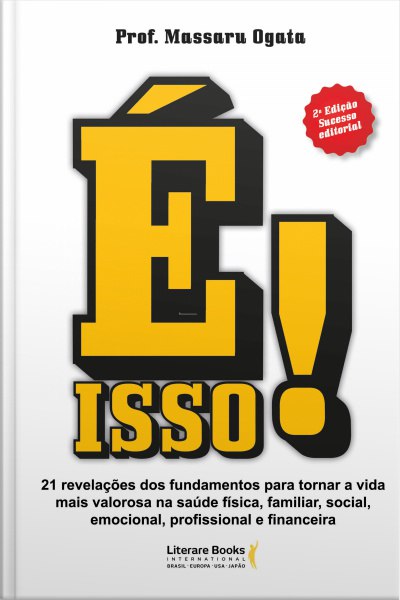 Prof. Massaru Ogata
2ª Edição
Sucesso
editorial
É
ISSO!
21 revelações dos fundamentos para tornar a vida
mais valorosa na saúde física, familiar, social,
emocional, profissional e financeira
Literare Books
INTERNATIONAL
BRASIL · EUROPA · USA · JAPÃO